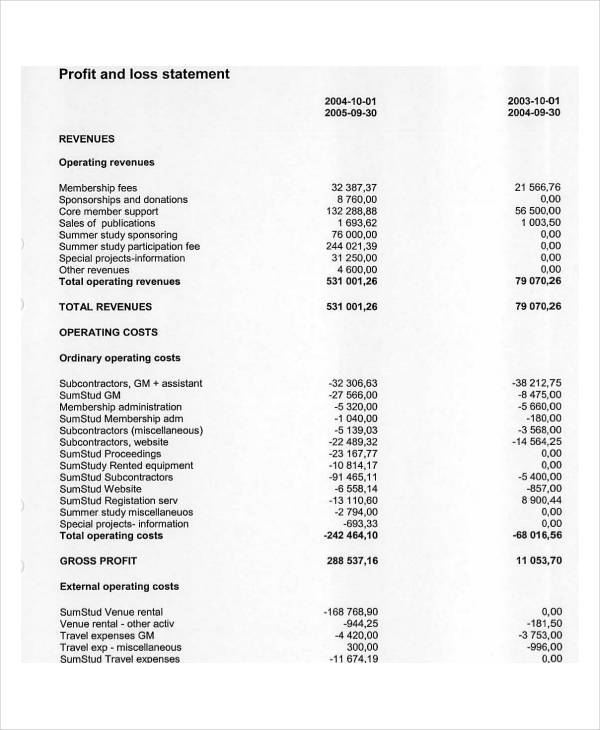 Profit and loss statement
2004-10-01 2003-10-01
2005-09-30 2004-09-30
REVENUES
Operating revenues
Membership fees 32 387,37 21 566,76
Sponsorships and donations 8 760,00 0,00
Core member support 132 288,88 56 500,00
Sales of publications 1 693,62 1 003,50
Summer study sponsoring 76 000,00 0,00
Summer study participation fee 244 021,39 0,00
Special projects-information 31 250,00 0,00
Other revenues 4 600,00 0,00
Total operating revenues 531 001,26 79 070,26
TOTAL REVENUES 531 001,26 79 070,26
OPERATING COSTS
Ordinary operating costs
Subcontractors, GM + assistant -32 306,63 -38 212,75
SumStud GM -27 566,00 -8 475,00
Membership administration -5 320,00 -5 660,00
SumStud Membership adm -1 040,00 -180,00
Subcontractors (miscellaneous) -5 139,03 -3 568,00
Subcontractors, website -22 489,32 -14 564,25
SumStud Proceedings -23 167,77 0,00
SumStudy Rented equipment -10 814,17 0,00
SumStud Subcontractors -91 465,11 -5 400,00
SumStud Website -6 558,14 -857,00
SumStud Registation serv -13 110,60 8 900,44
Summer study miscellaneuos -2 794,00 0,00
Special projects- information -693,33 0,00
Total operating costs -242 464,10 -68 016,56
GROSS PROFIT 288 537,16 11 053,70
External operating costs
SumStud Venue rental -168 768,90 0,00
Venue rental - other activ -944,25 -181,50
Travel expenses GM -4 420,00 -3 753,00
Travel exp - miscellaneous 300,00 -996,00
SumStud Travel expenses -11 674,19 0,00